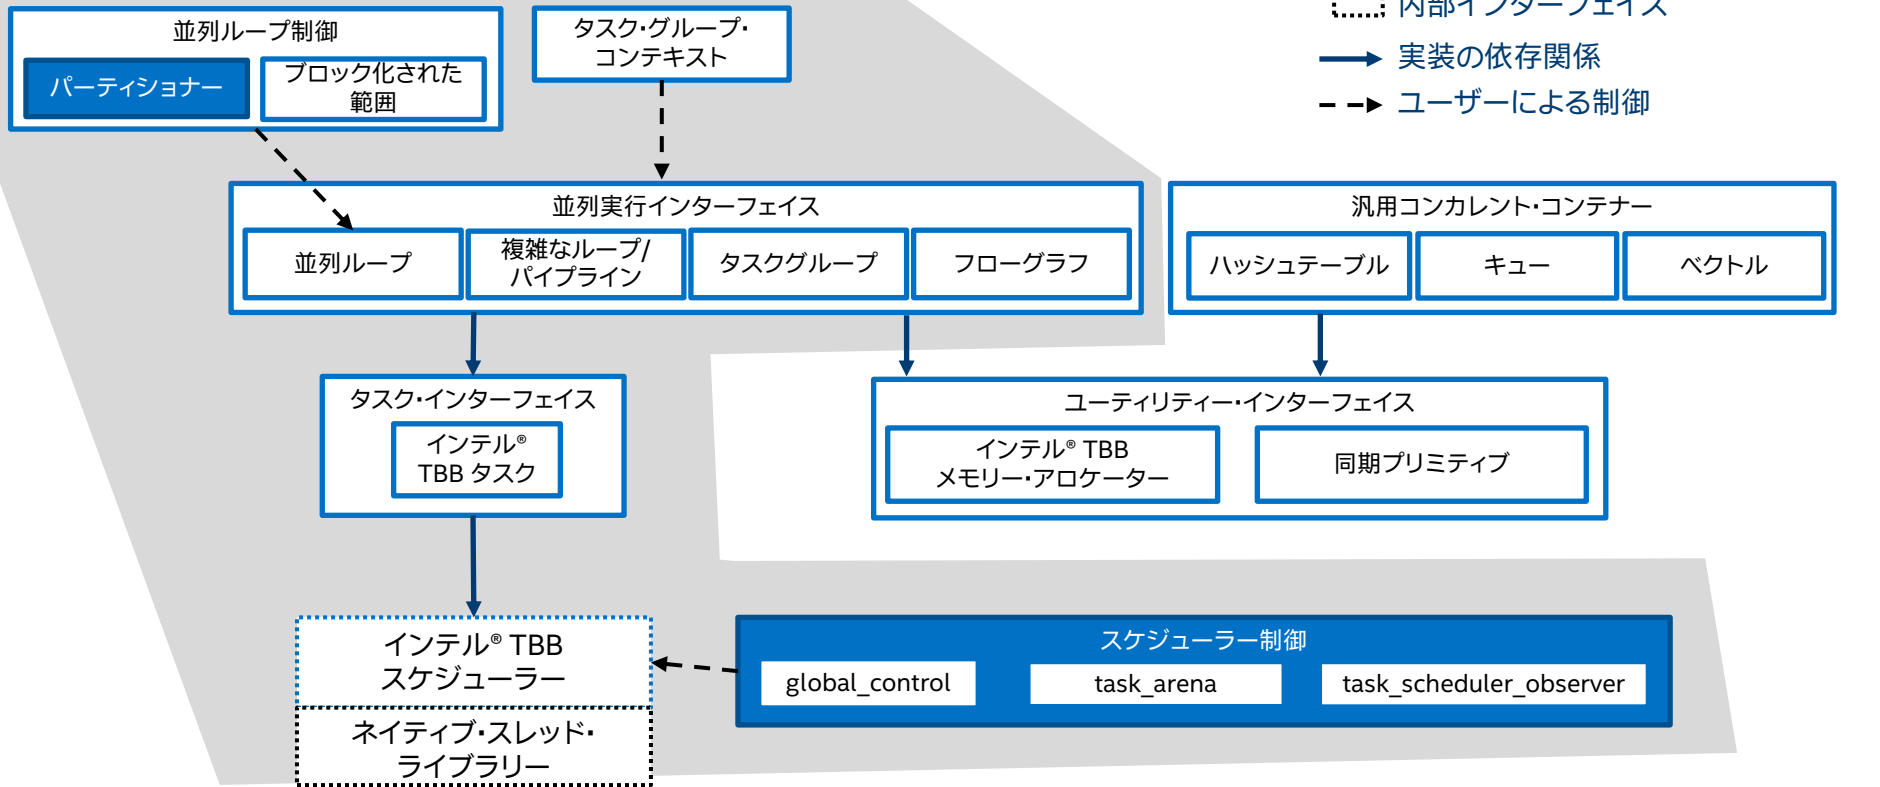 内部インターフェイス
実装の依存関係
ユーザーによる制御
並列ループ制御
パーティショナー
ブロック化された
範囲
タスク・グループ・
コンテキスト
並列実行インターフェイス
並列ループ
複雑なループ/
パイプライン
タスクグループ
フローグラフ
汎用コンカレント・コンテナー
ハッシュテーブル
キュー
ベクトル
タスク・インターフェイス
インテル®
TBB タスク
ユーティリティー・インターフェイス
インテル® TBB
メモリー・アロケーター
同期プリミティブ
インテル® TBB
スケジューラー
ネイティブ・スレッド・
ライブラリー
スケジューラー制御
global_control
task_arena
task_scheduler_observer